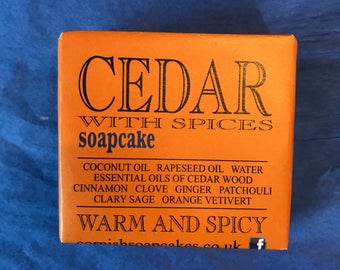 CEDAR
WITH SPICES
soapcake
COCONUT OIL RAPESEED OIL WATER
ESSENTIAL OILS OF CEDAR WOOD
CINNAMON CLOVE GINGER PATCHOULI
CLARY SAGE ORANGE VETIVERT
WARM AND SPICY
cornishsoapcakes.co.uk f